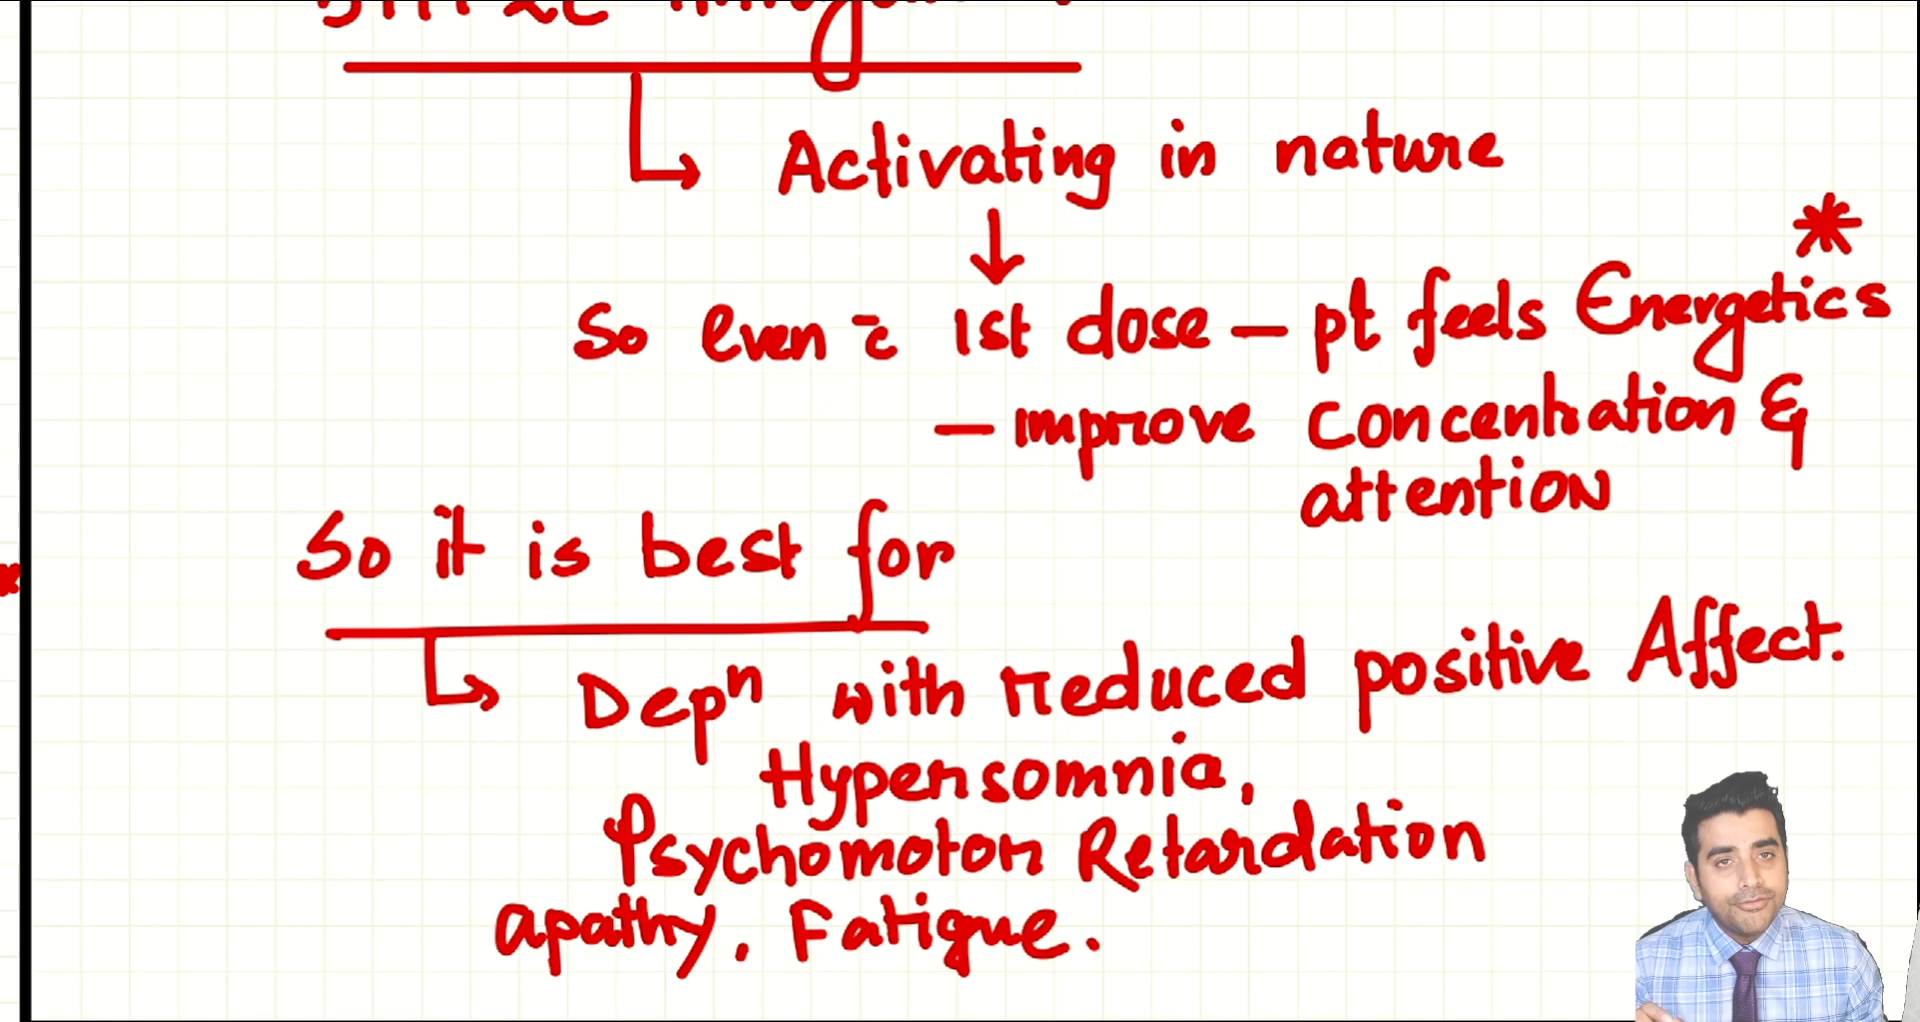 Activating in nature
*
So even c̄ 1st dose – pt feels Energetics
– improve concentration &
attention
So it is best for
Depⁿ with reduced positive Affect.
Hypersomnia,
Psychomotor Retardation
apathy, Fatigue.